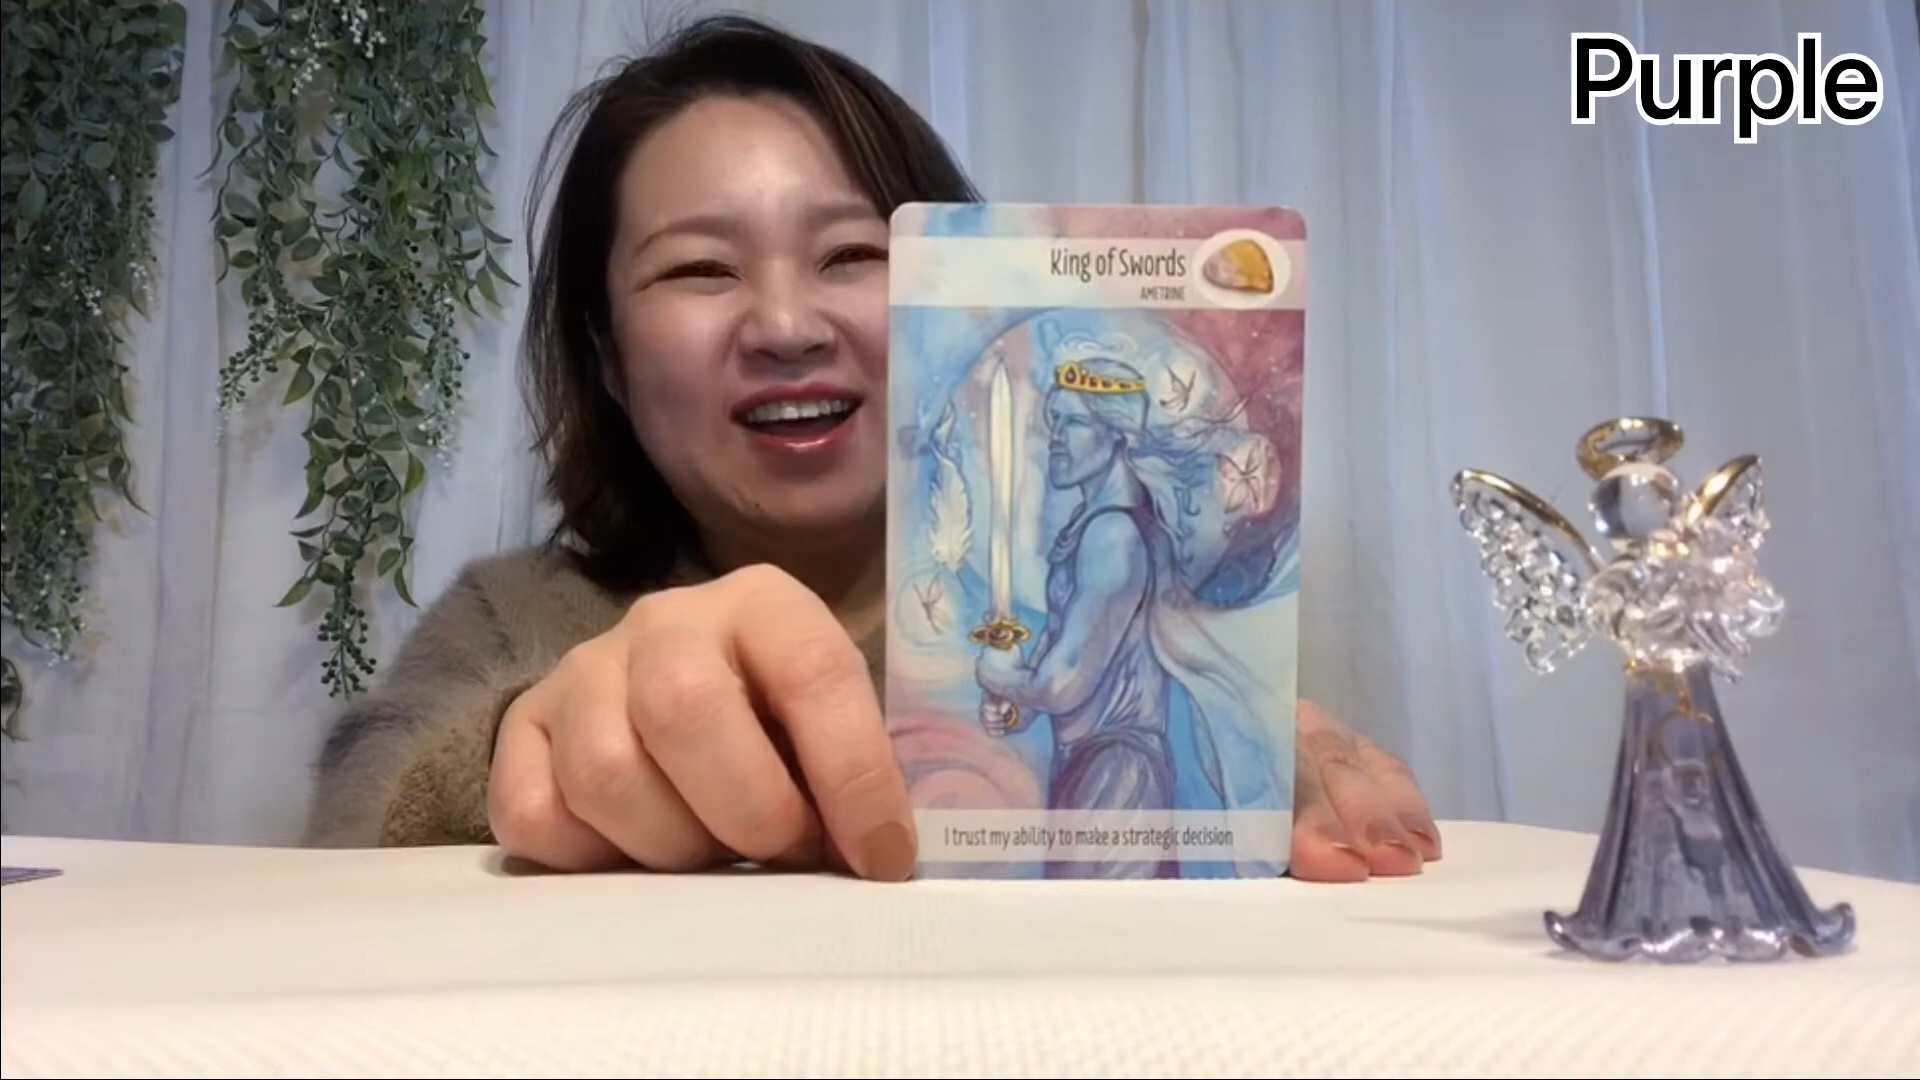 Purple
King of Swords
AMETRINE
I trust my ability to make a strategic decision